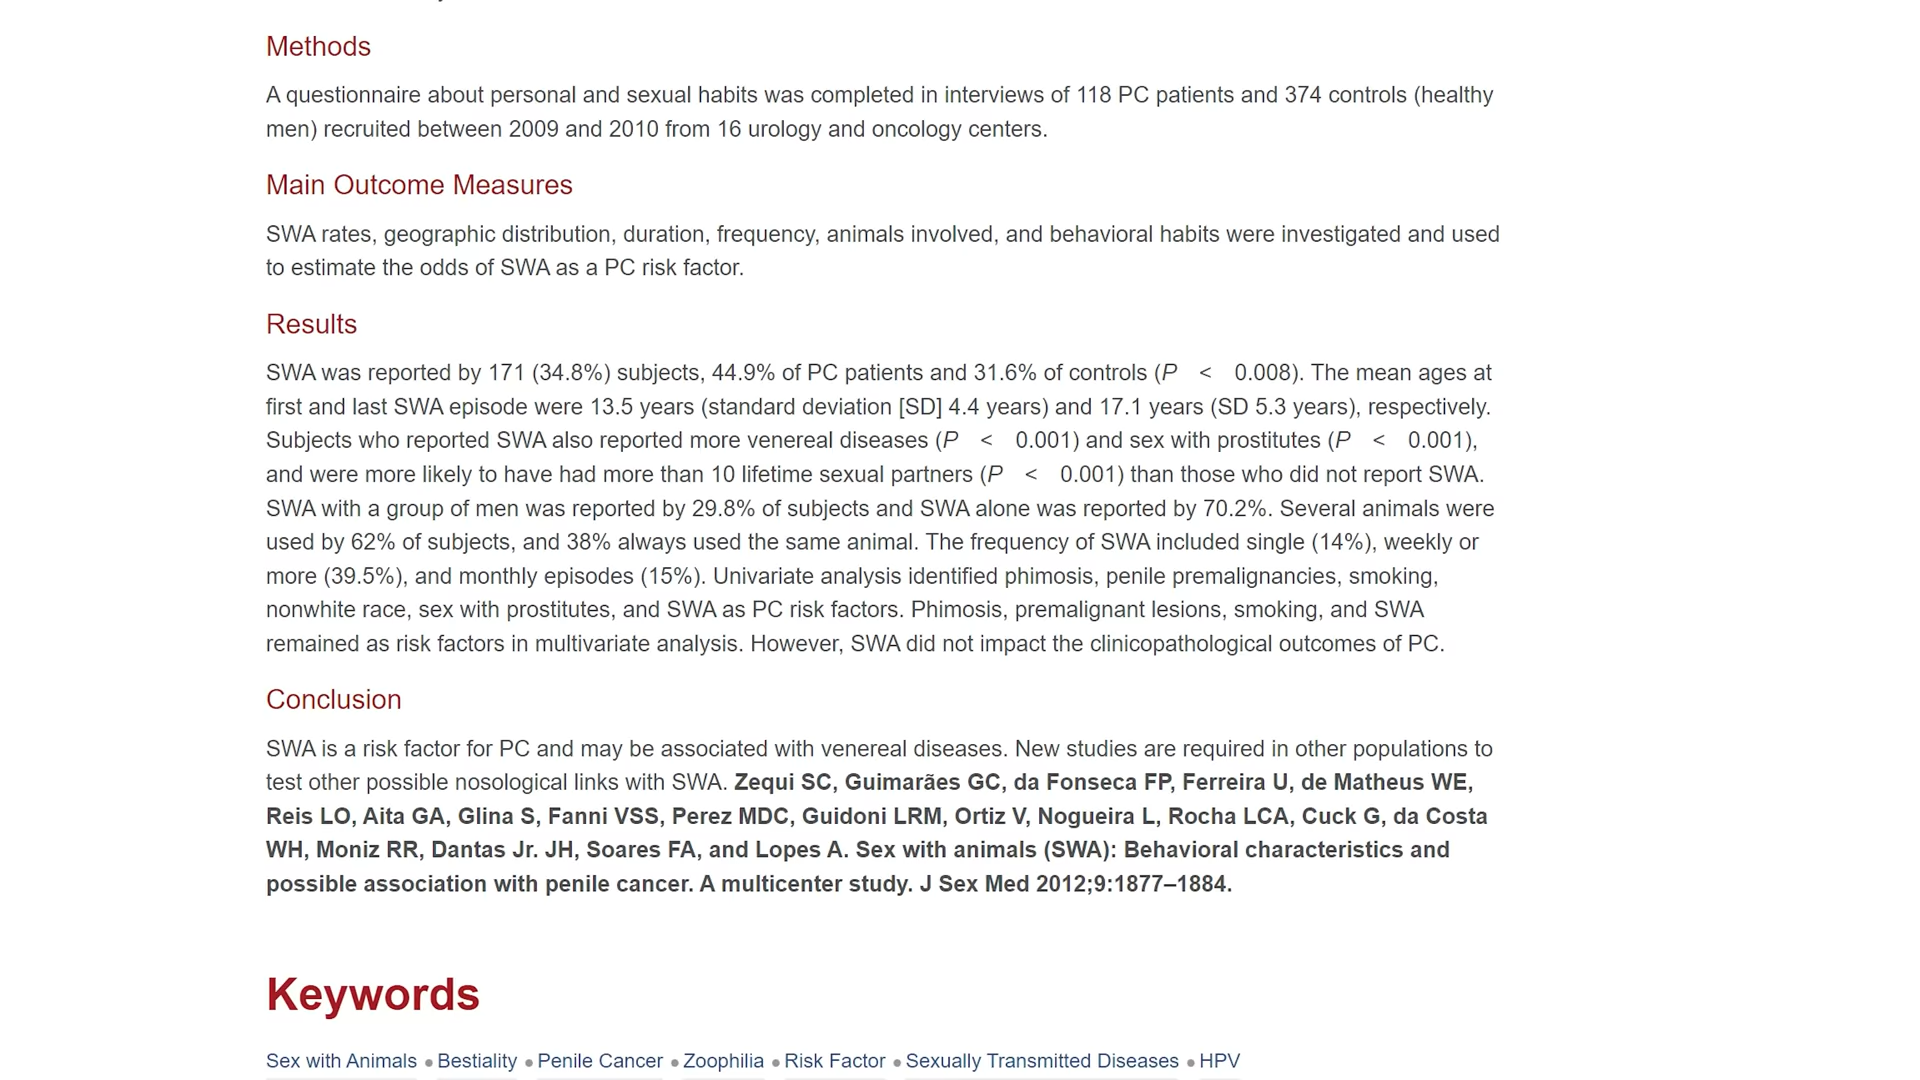 Methods
A questionnaire about personal and sexual habits was completed in interviews of 118 PC patients and 374 controls (healthy
men) recruited between 2009 and 2010 from 16 urology and oncology centers.
Main Outcome Measures
SWA rates, geographic distribution, duration, frequency, animals involved, and behavioral habits were investigated and used
to estimate the odds of SWA as a PC risk factor.
Results
SWA was reported by 171 (34.8%) subjects, 44.9% of PC patients and 31.6% of controls (P < 0.008). The mean ages at
first and last SWA episode were 13.5 years (standard deviation [SD] 4.4 years) and 17.1 years (SD 5.3 years), respectively.
Subjects who reported SWA also reported more venereal diseases (P < 0.001) and sex with prostitutes (P < 0.001),
and were more likely to have had more than 10 lifetime sexual partners (P < 0.001) than those who did not report SWA.
SWA with a group of men was reported by 29.8% of subjects and SWA alone was reported by 70.2%. Several animals were
used by 62% of subjects, and 38% always used the same animal. The frequency of SWA included single (14%), weekly or
more (39.5%), and monthly episodes (15%). Univariate analysis identified phimosis, penile premalignancies, smoking,
nonwhite race, sex with prostitutes, and SWA as PC risk factors. Phimosis, premalignant lesions, smoking, and SWA
remained as risk factors in multivariate analysis. However, SWA did not impact the clinicopathological outcomes of PC.
Conclusion
SWA is a risk factor for PC and may be associated with venereal diseases. New studies are required in other populations to
test other possible nosological links with SWA. Zequi SC, Guimarães GC, da Fonseca FP, Ferreira U, de Matheus WE,
Reis LO, Aita GA, Glina S, Fanni VSS, Perez MDC, Guidoni LRM, Ortiz V, Nogueira L, Rocha LCA, Cuck G, da Costa
WH, Moniz RR, Dantas Jr. JH, Soares FA, and Lopes A. Sex with animals (SWA): Behavioral characteristics and
possible association with penile cancer. A multicenter study. J Sex Med 2012;9:1877–1884.
Keywords
Sex with Animals • Bestiality • Penile Cancer • Zoophilia • Risk Factor • Sexually Transmitted Diseases • HPV